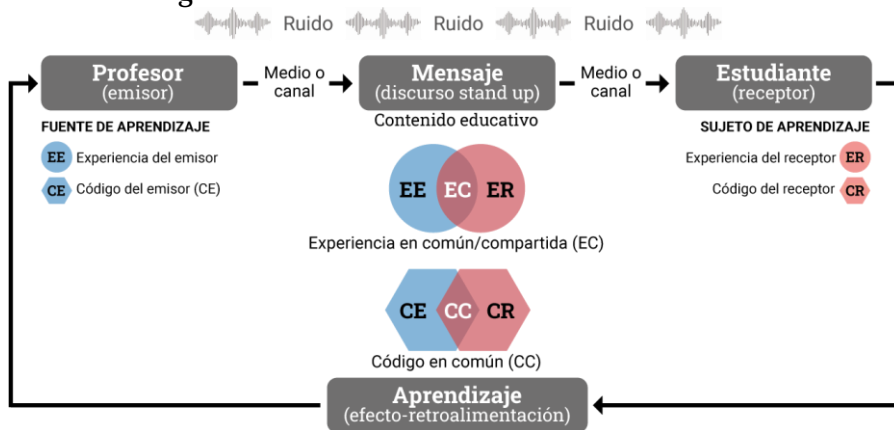 Ruido Ruido Ruido
Profesor
(emisor)
Medio o
canal
Mensaje
(discurso stand up)
Medio o
canal
Estudiante
(receptor)
Contenido educativo
FUENTE DE APRENDIZAJE
EE Experiencia del emisor
CE Código del emisor (CE)
SUJETO DE APRENDIZAJE
Experiencia del receptor ER
Código del receptor CR
EE EC ER
Experiencia en común/compartida (EC)
CE CC CR
Código en común (CC)
Aprendizaje
(efecto-retroalimentación)